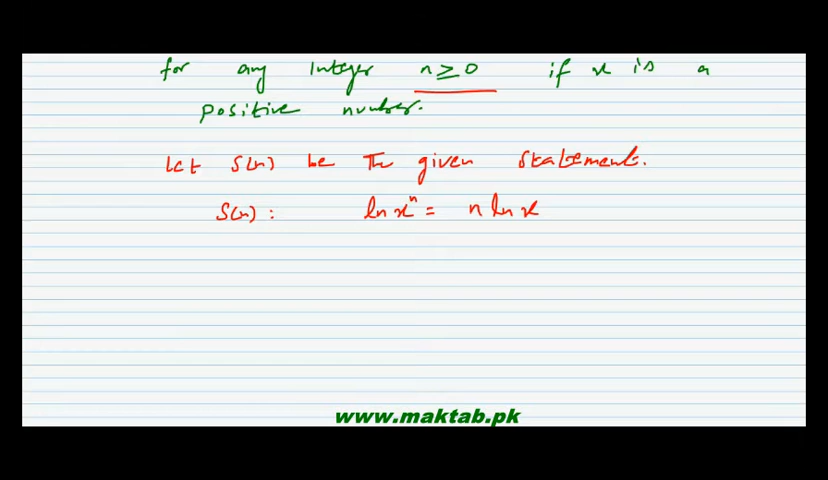 for any Integer n ≥ 0 if x is a
positive number.
Let S(n) be the given statement.
S(n) : ln xⁿ = n ln x
www.maktab.pk